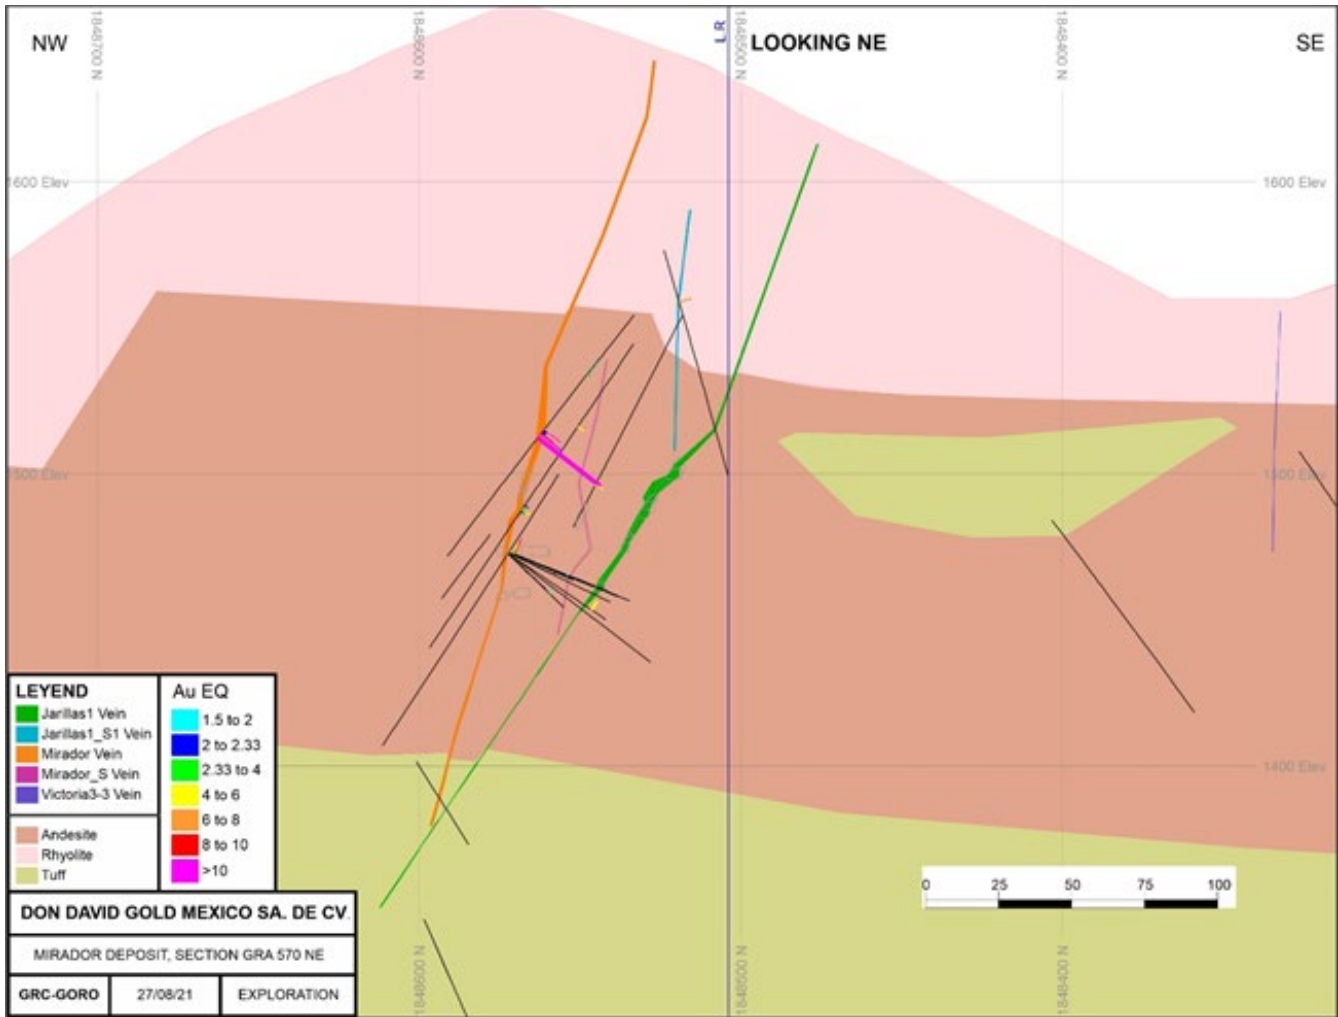 NW
1848700 N
1848600 N
L.R
1848500 N
LOOKING NE
1848400 N
SE
1600 Elev
1600 Elev
1500 Elev
1500 Elev
1400 Elev
LEYEND
Jarillas1 Vein
Jarillas1_S1 Vein
Mirador Vein
Mirador_S Vein
Victoria3-3 Vein
Andesite
Rhyolite
Tuff
Au EQ
1.5 to 2
2 to 2.33
2.33 to 4
4 to 6
6 to 8
8 to 10
>10
0 25 50 75 100
DON DAVID GOLD MEXICO SA. DE CV.
MIRADOR DEPOSIT, SECTION GRA 570 NE
GRC-GORO 27/08/21 EXPLORATION
1848600 N
1848500 N
1848400 N